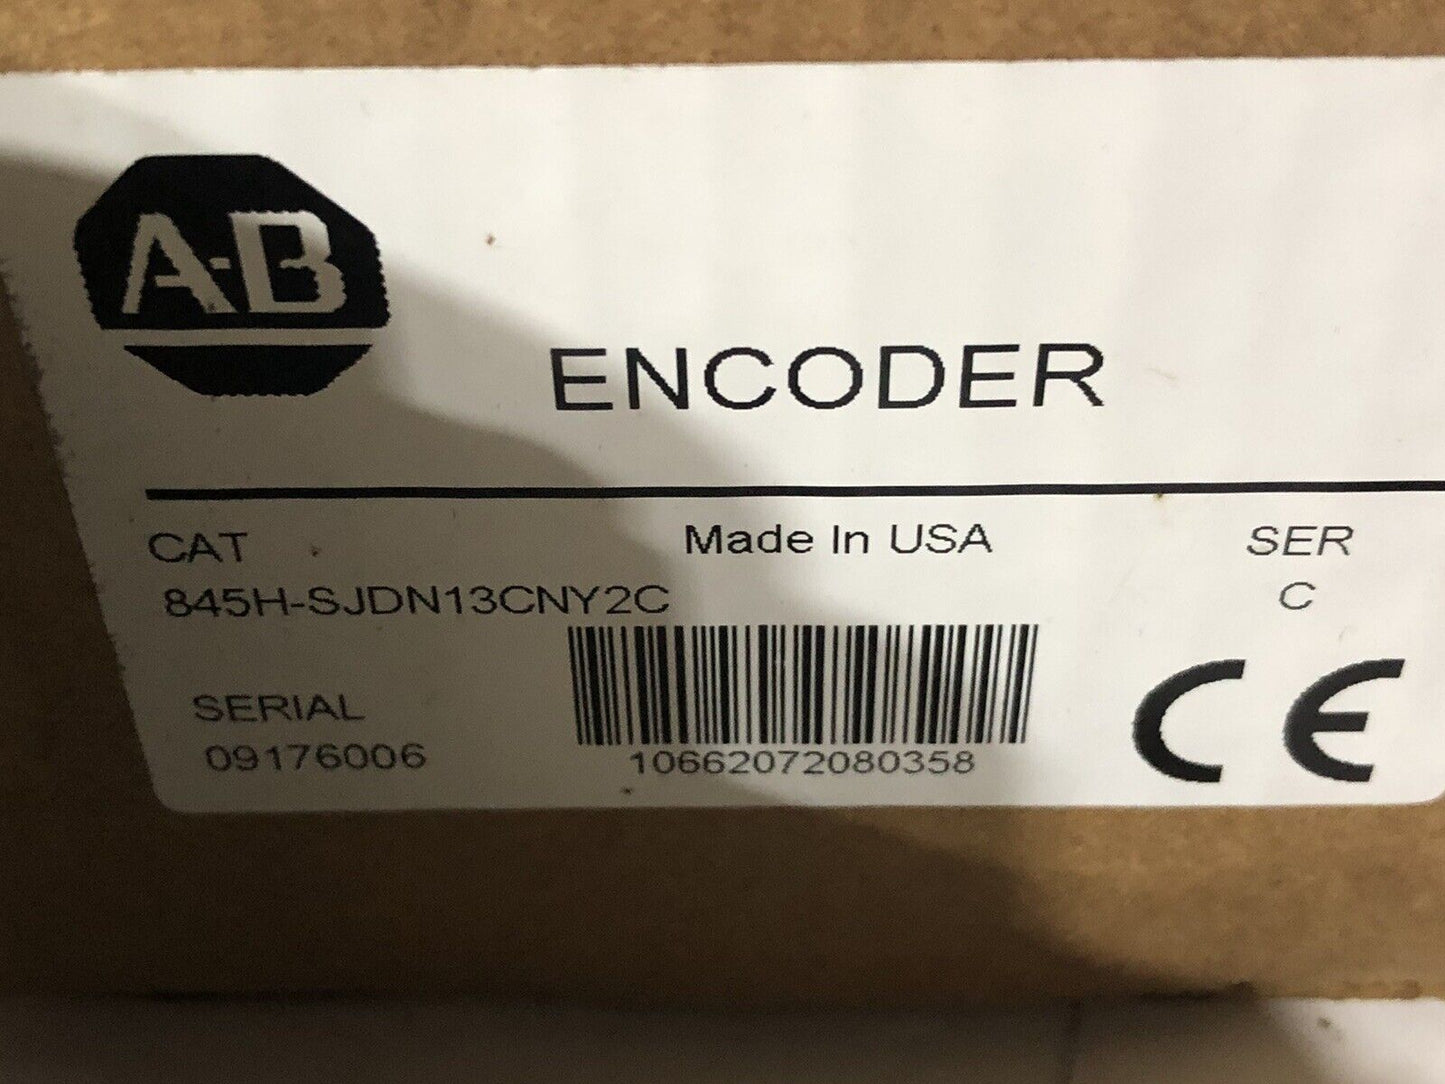 A-B
ENCODER
CAT
Made In USA
SER
845H-SJDN13CNY2C
C
SERIAL
09176006
10662072080358
CE